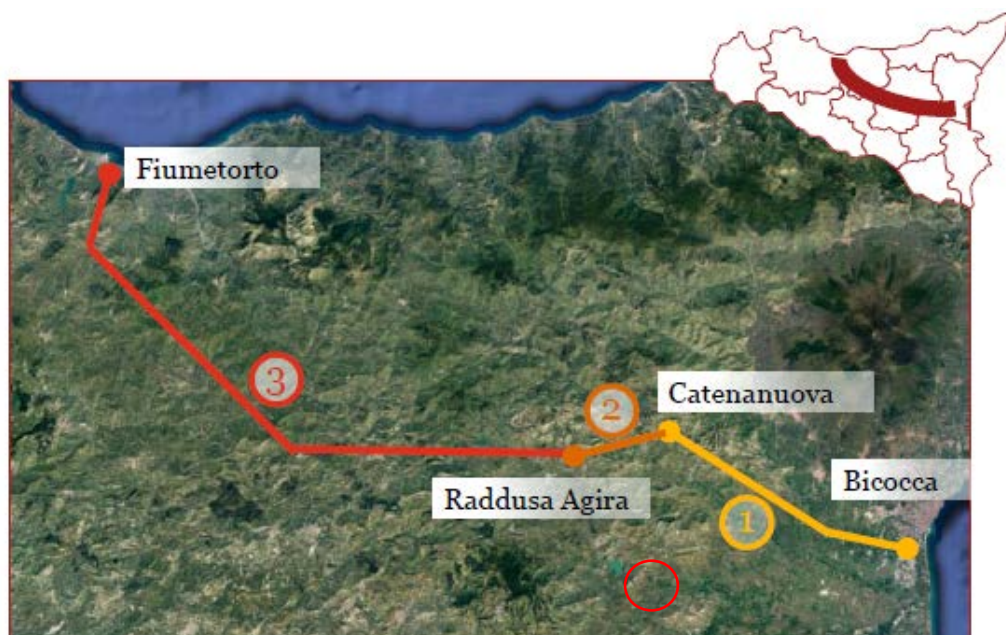 Fiumetorto
3
2
Catenanuova
Raddusa Agira
Bicocca
1